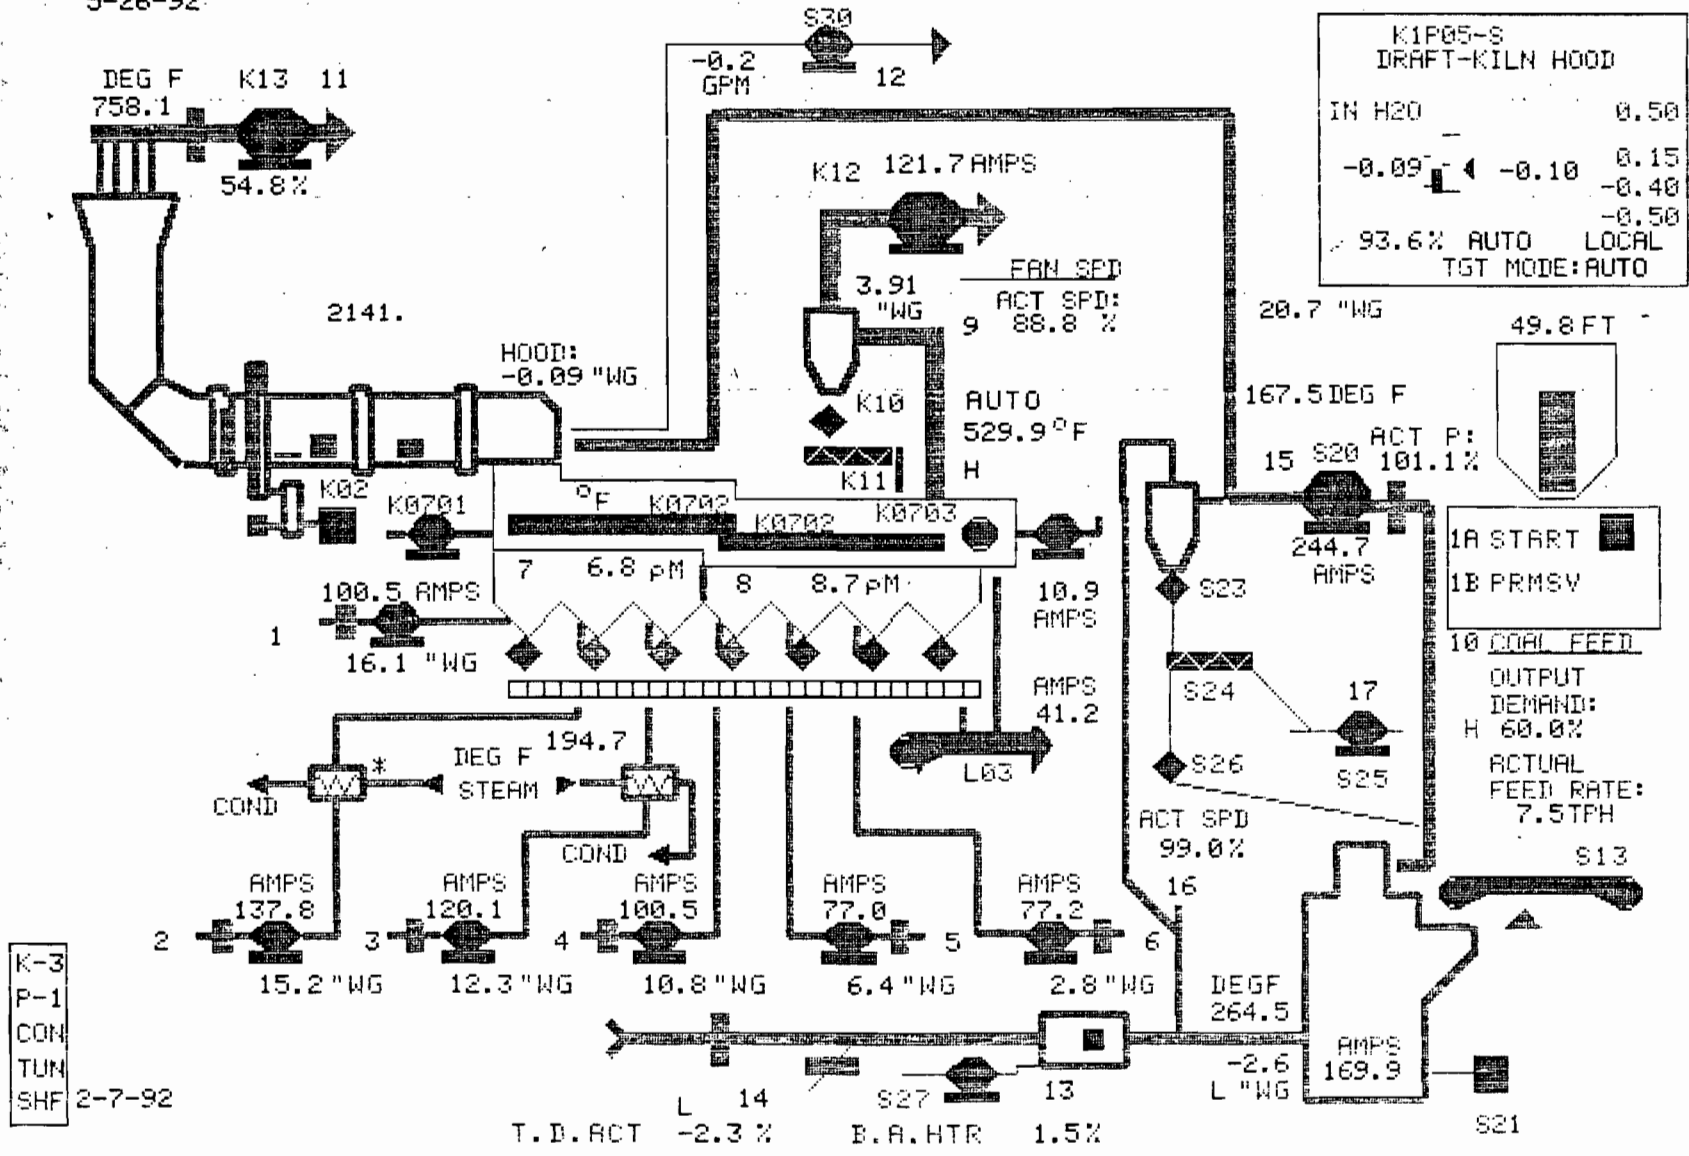 5-26-92
DEG F
758.1
K13 11
54.8%
S30
-0.2
GPM
12
K1P05-S
DRAFT-KILN HOOD
IN H2O 0.50
0.15
-0.09 -0.10
-0.40
-0.50
93.6% AUTO LOCAL
TGT MODE:AUTO
K12 121.7 AMPS
3.91
"WG
9
FAN SPD
ACT SPD:
88.8 %
2141.
HOOD:
-0.09 "WG
20.7 "WG
49.8 FT
K10
AUTO
529.9°F
H
K11
167.5 DEG F
ACT P:
101.1%
15 S20
244.7
AMPS
K02
K0701
°F
K0702
K0702
K0703
7 6.8 pM
8 8.7 pM
10.9
AMPS
1A START
1B PRMSV
10 COAL FEED
OUTPUT
DEMAND:
H 60.0%
ACTUAL
FEED RATE:
7.5TPH
S13
100.5 AMPS
1
16.1 "WG
S23
S24
17
S25
S26
AMPS
41.2
L03
194.7
DEG F
STEAM
*
COND
COND
ACT SPD
99.0%
16
AMPS
137.8
2
15.2 "WG
AMPS
120.1
3
12.3 "WG
AMPS
100.5
4
10.8 "WG
AMPS
77.0
5
6.4 "WG
AMPS
77.2
6
2.8 "WG
DEGF
264.5
-2.6
L "WG
AMPS
169.9
S21
K-3
P-1
CON
TUN
SHF 2-7-92
L 14
T.D.ACT -2.3 %
S27
13
B.A.HTR 1.5%